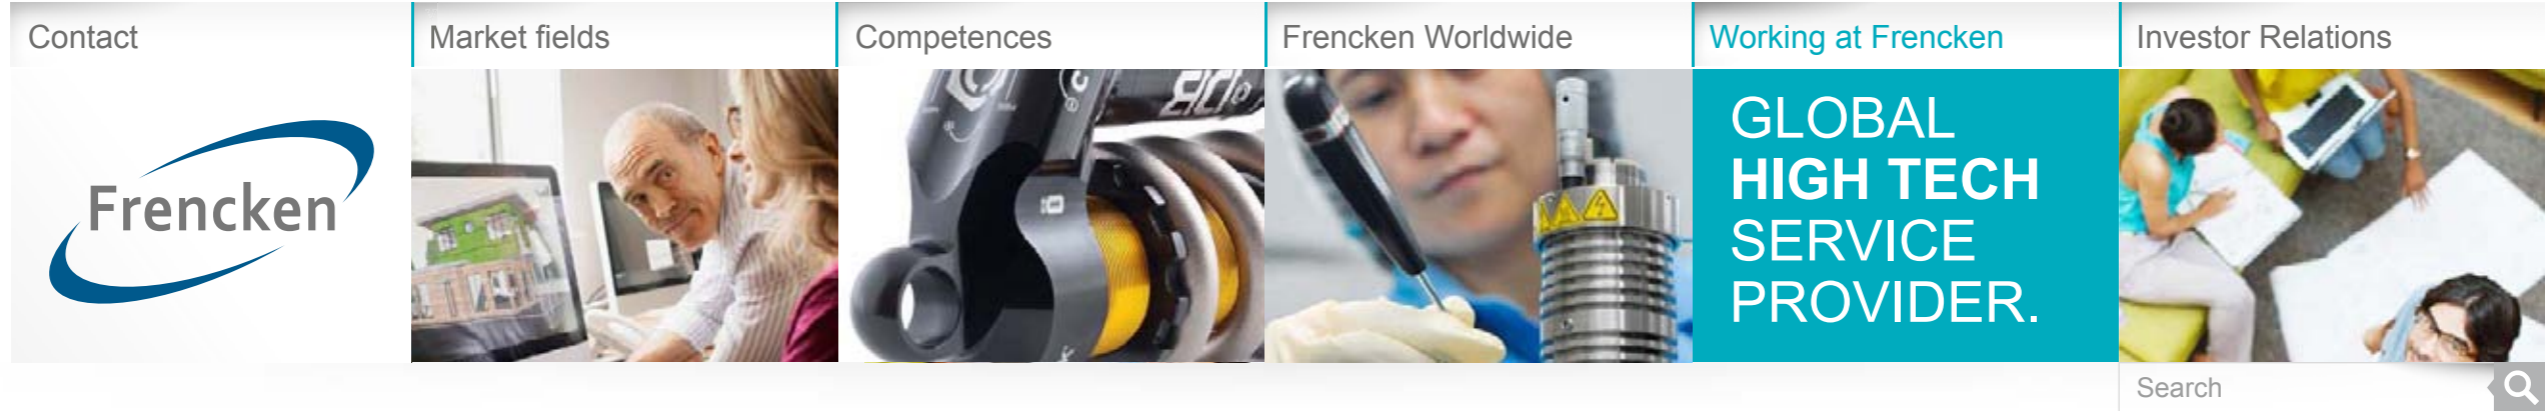 Contact
Market fields
Competences
Frencken Worldwide
Working at Frencken
Investor Relations
Frencken
GLOBAL
HIGH TECH
SERVICE
PROVIDER.
Search